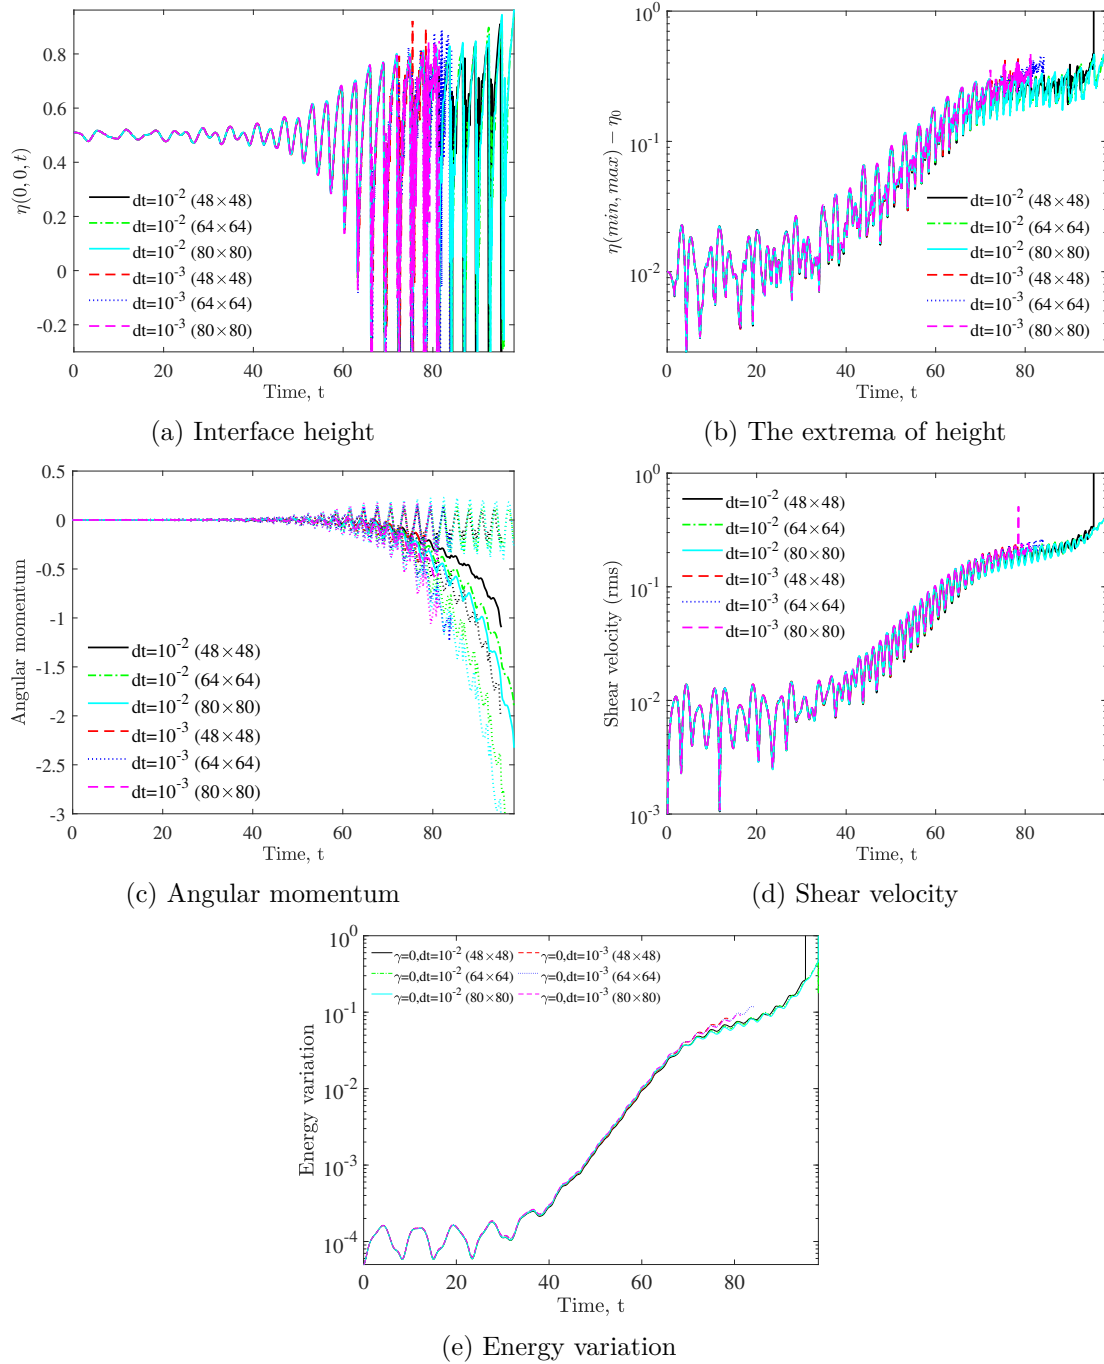 0.8
0.6
0.4
0.2
0
-0.2
η(0, 0, t)
dt=10⁻² (48×48)
dt=10⁻² (64×64)
dt=10⁻² (80×80)
dt=10⁻³ (48×48)
dt=10⁻³ (64×64)
dt=10⁻³ (80×80)
0 20 40 60 80
Time, t
(a) Interface height
10⁰
10⁻¹
10⁻²
η(min, max) − η₀
dt=10⁻² (48×48)
dt=10⁻² (64×64)
dt=10⁻² (80×80)
dt=10⁻³ (48×48)
dt=10⁻³ (64×64)
dt=10⁻³ (80×80)
0 20 40 60 80
Time, t
(b) The extrema of height
0.5
0
-0.5
-1
-1.5
-2
-2.5
-3
Angular momentum
dt=10⁻² (48×48)
dt=10⁻² (64×64)
dt=10⁻² (80×80)
dt=10⁻³ (48×48)
dt=10⁻³ (64×64)
dt=10⁻³ (80×80)
0 20 40 60 80
Time, t
(c) Angular momentum
10⁰
10⁻¹
10⁻²
10⁻³
Shear velocity (rms)
dt=10⁻² (48×48)
dt=10⁻² (64×64)
dt=10⁻² (80×80)
dt=10⁻³ (48×48)
dt=10⁻³ (64×64)
dt=10⁻³ (80×80)
0 20 40 60 80
Time, t
(d) Shear velocity
10⁰
10⁻¹
10⁻²
10⁻³
10⁻⁴
Energy variation
γ=0,dt=10⁻² (48×48) γ=0,dt=10⁻³ (48×48)
γ=0,dt=10⁻² (64×64) γ=0,dt=10⁻³ (64×64)
γ=0,dt=10⁻² (80×80) γ=0,dt=10⁻³ (80×80)
0 20 40 60 80
Time, t
(e) Energy variation